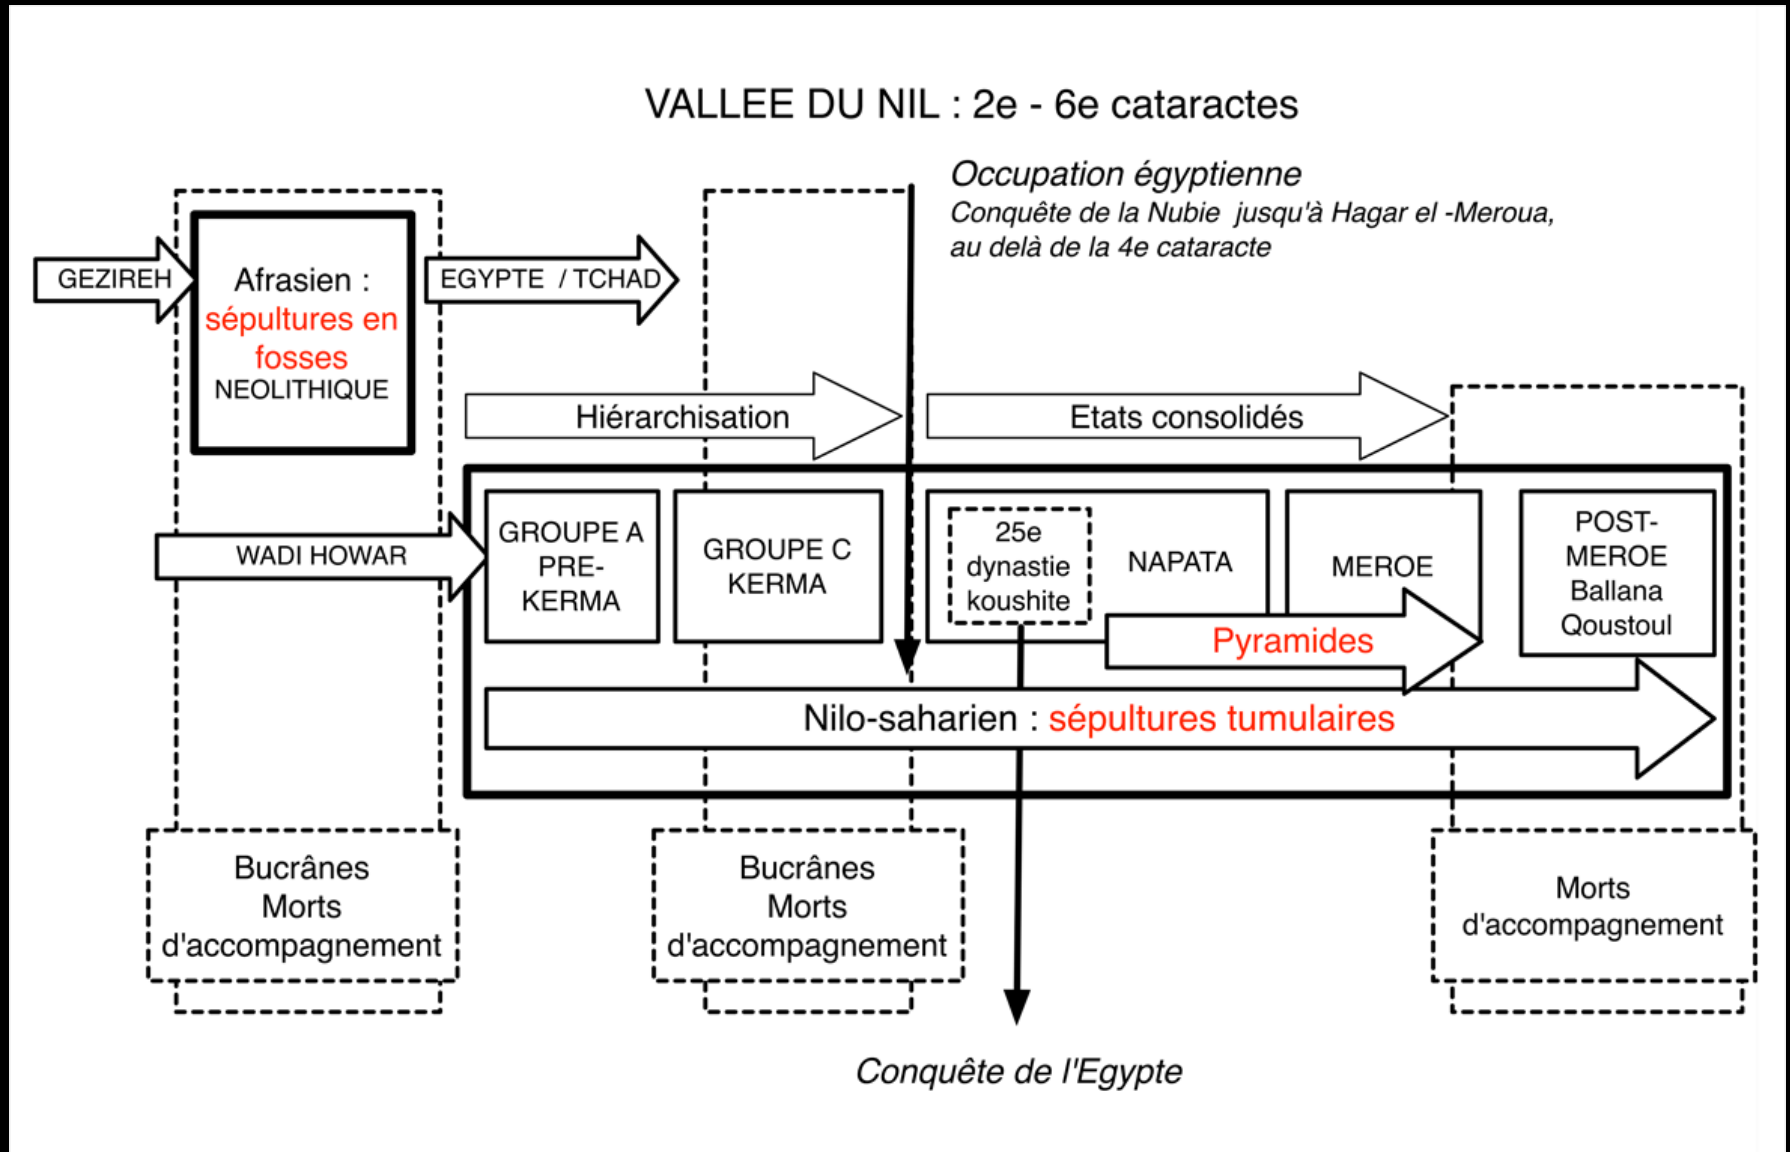 VALLEE DU NIL : 2e - 6e cataractes
Occupation égyptienne
Conquête de la Nubie jusqu'à Hagar el -Meroua,
au delà de la 4e cataracte
GEZIREH
Afrasien :
sépultures en
fosses
NEOLITHIQUE
EGYPTE / TCHAD
Hiérarchisation
Etats consolidés
WADI HOWAR
GROUPE A
PRE-
KERMA
GROUPE C
KERMA
25e
dynastie
koushite
NAPATA
MEROE
POST-
MEROE
Ballana
Qoustoul
Pyramides
Nilo-saharien : sépultures tumulaires
Bucrânes
Morts
d'accompagnement
Bucrânes
Morts
d'accompagnement
Morts
d'accompagnement
Conquête de l'Egypte